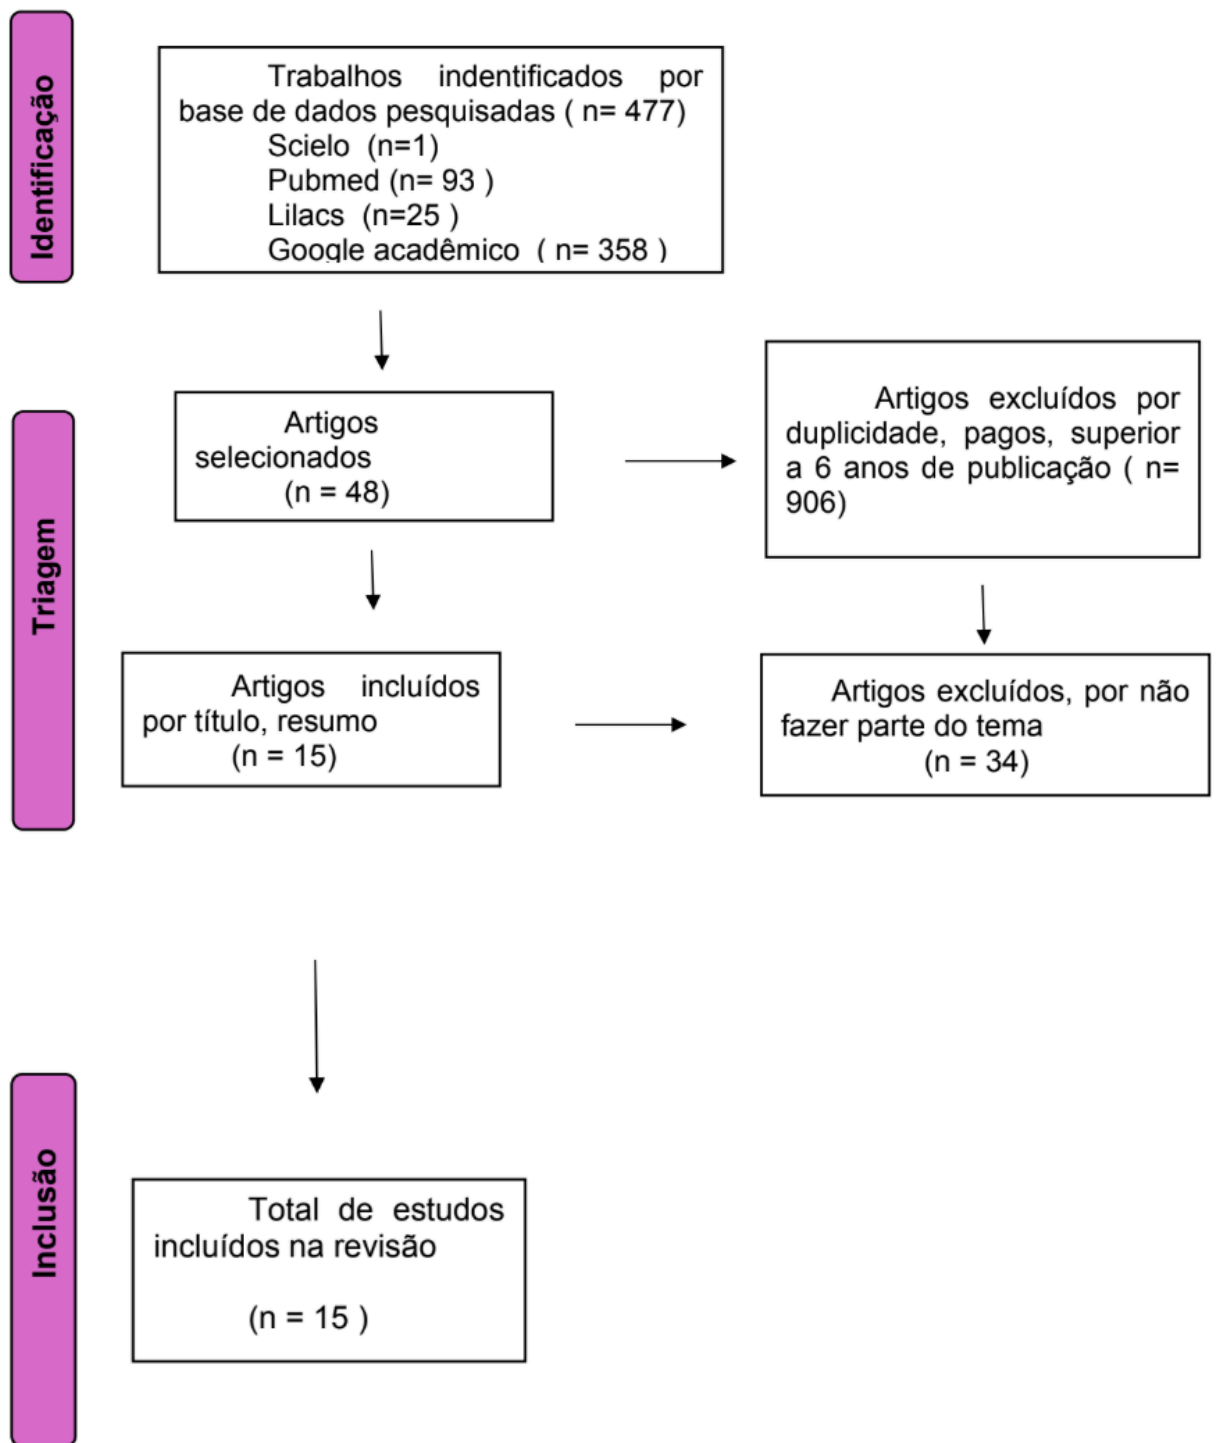 Identificação
Trabalhos indentificados por
base de dados pesquisadas ( n= 477)
Scielo (n=1)
Pubmed (n= 93 )
Lilacs (n=25 )
Google acadêmico ( n= 358 )
Triagem
Artigos
selecionados
(n = 48)
Artigos excluídos por
duplicidade, pagos, superior
a 6 anos de publicação ( n=
906)
Artigos incluídos
por título, resumo
(n = 15)
Artigos excluídos, por não
fazer parte do tema
(n = 34)
Inclusão
Total de estudos
incluídos na revisão
(n = 15 )